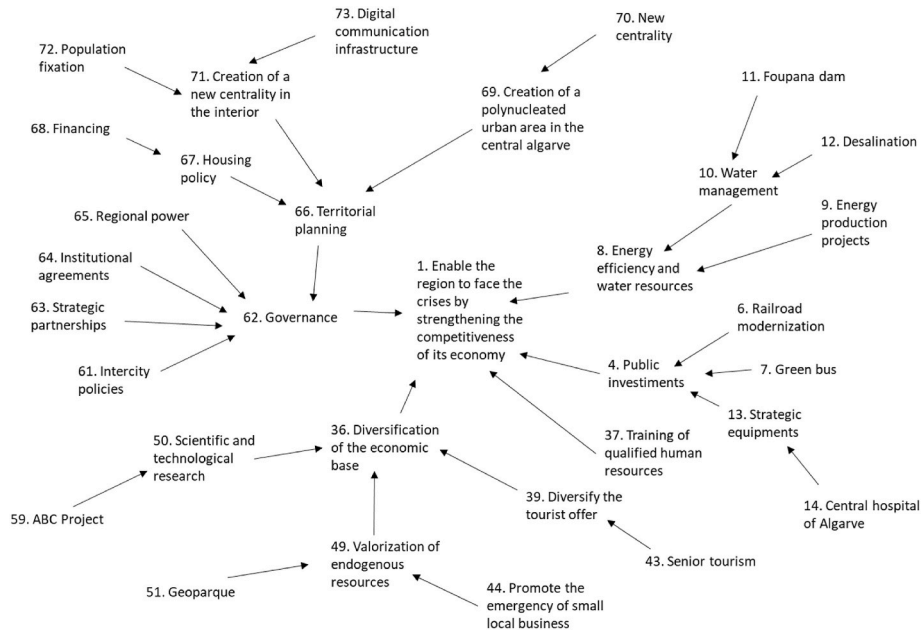 73. Digital
communication
infrastructure
70. New
centrality
72. Population
fixation
71. Creation of a
new centrality in
the interior
69. Creation of a
polynucleated
urban area in the
central algarve
11. Foupana dam
68. Financing
67. Housing
policy
12. Desalination
10. Water
management
65. Regional power
66. Territorial
planning
9. Energy
production
projects
64. Institutional
agreements
8. Energy
efficiency and
water resources
1. Enable the
region to face the
crises by
strengthening the
competitiveness
of its economy
63. Strategic
partnerships
62. Governance
6. Railroad
modernization
61. Intercity
policies
4. Public
investiments
7. Green bus
13. Strategic
equipments
50. Scientific and
technological
research
36. Diversification
of the economic
base
37. Training of
qualified human
resources
39. Diversify the
tourist offer
14. Central hospital
of Algarve
59. ABC Project
49. Valorization of
endogenous
resources
43. Senior tourism
51. Geoparque
44. Promote the
emergency of small
local business